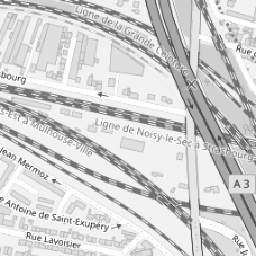 Ligne de la Grande Ceinture
Rue
bourg
Ligne de Noisy-le-Sec à Strasbourg
s-Est à Mulhouse-Ville
A 3
Jean Mermoz
Antoine de Saint-Exupéry
Rue Lavoisier